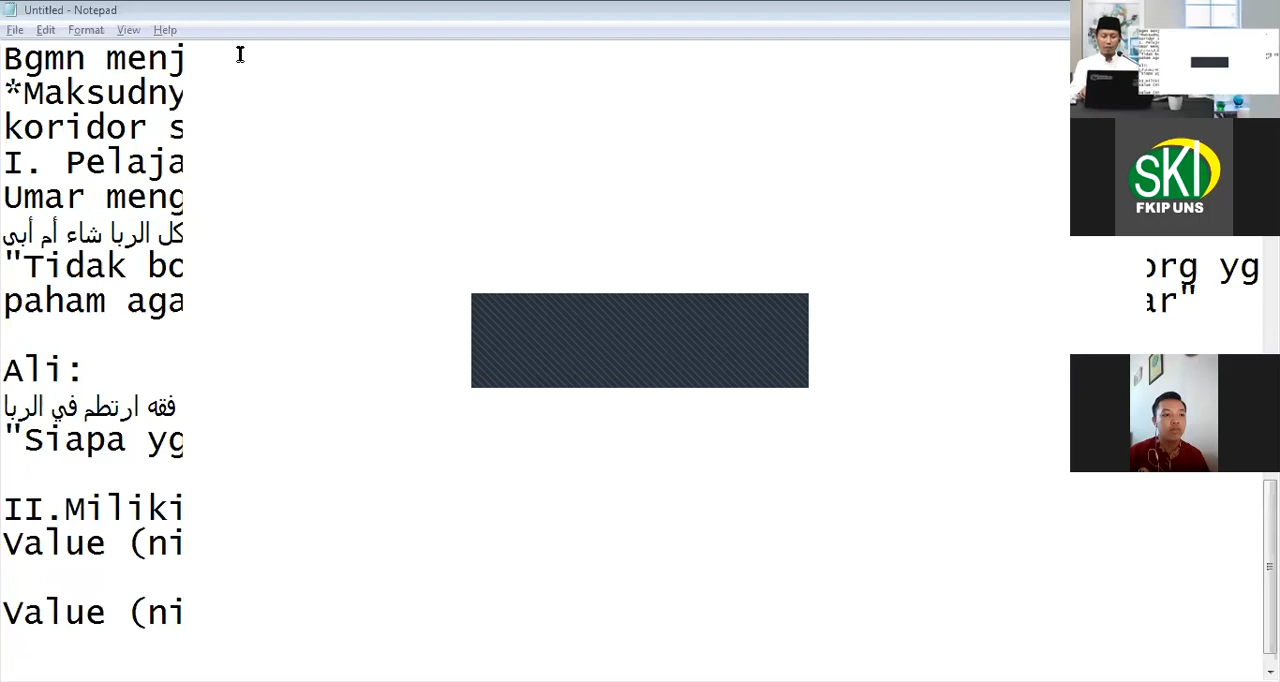 Untitled - Notepad
File Edit Format View Help
Bgmn menj
*Maksudny
koridor s
I. Pelaja
Umar meng
كل الربا شاء أم أبى
"Tidak bo
org yg
paham aga
ar"
Ali:
فقه ارتطم في الربا
"Siapa yg
II.Miliki
Value (ni
Value (ni
SKI
FKIP UNS